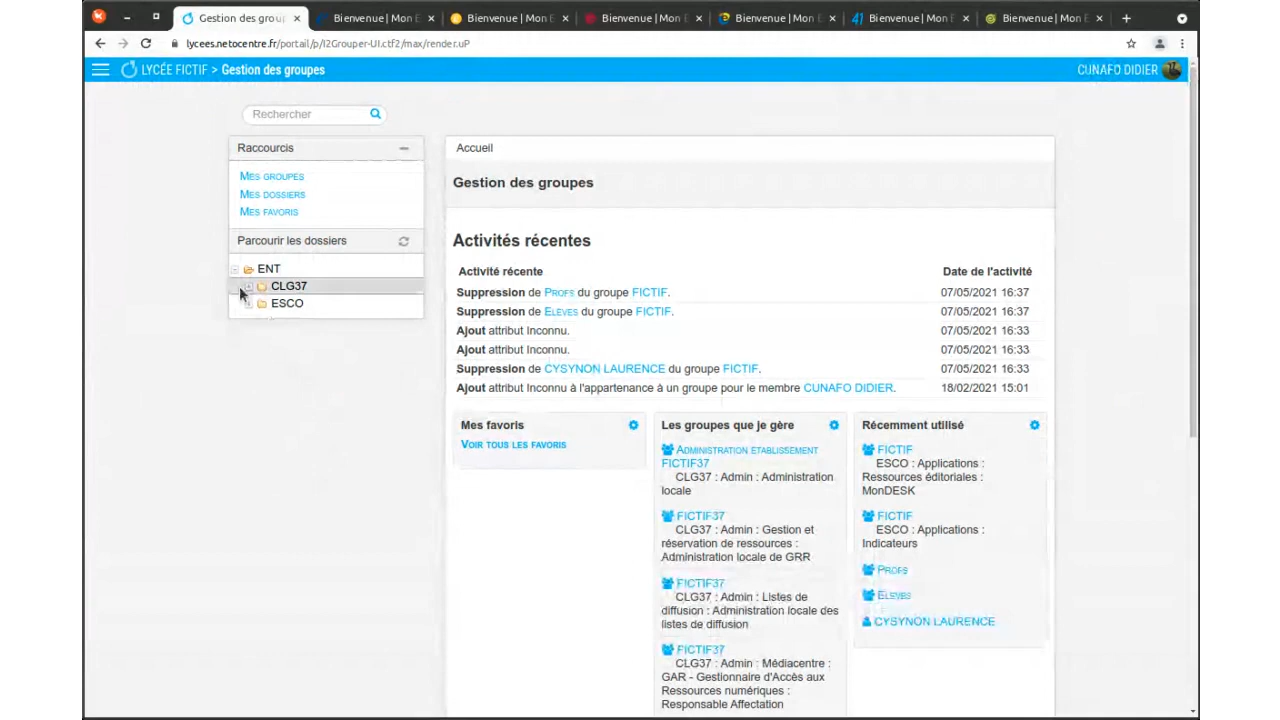 Gestion des grou
Bienvenue | Mon E
Bienvenue | Mon E
Bienvenue | Mon E
Bienvenue | Mon E
41 Bienvenue | Mon E
Bienvenue | Mon E
lycees.netocentre.fr/portail/p/I2Grouper-UI.ctf2/max/render.uP
LYCÉE FICTIF > Gestion des groupes
CUNAFO DIDIER
Rechercher
Raccourcis
MES GROUPES
MES DOSSIERS
MES FAVORIS
Parcourir les dossiers
ENT
CLG37
ESCO
Accueil
Gestion des groupes
Activités récentes
Activité récente Date de l'activité
Suppression de PROFS du groupe FICTIF. 07/05/2021 16:37
Suppression de ELEVES du groupe FICTIF. 07/05/2021 16:37
Ajout attribut Inconnu. 07/05/2021 16:33
Ajout attribut Inconnu. 07/05/2021 16:33
Suppression de CYSYNON LAURENCE du groupe FICTIF. 07/05/2021 16:33
Ajout attribut Inconnu à l'appartenance à un groupe pour le membre CUNAFO DIDIER. 18/02/2021 15:01
Mes favoris
VOIR TOUS LES FAVORIS
Les groupes que je gère
ADMINISTRATION ETABLISSEMENT
FICTIF37
CLG37 : Admin : Administration
locale
FICTIF37
CLG37 : Admin : Gestion et
réservation de ressources :
Administration locale de GRR
FICTIF37
CLG37 : Admin : Listes de
diffusion : Administration locale des
listes de diffusion
FICTIF37
CLG37 : Admin : Médiacentre :
GAR - Gestionnaire d'Accès aux
Ressources numériques :
Responsable Affectation
Récemment utilisé
FICTIF
ESCO : Applications :
Ressources éditoriales :
MonDESK
FICTIF
ESCO : Applications :
Indicateurs
PROFS
ELEVES
CYSYNON LAURENCE